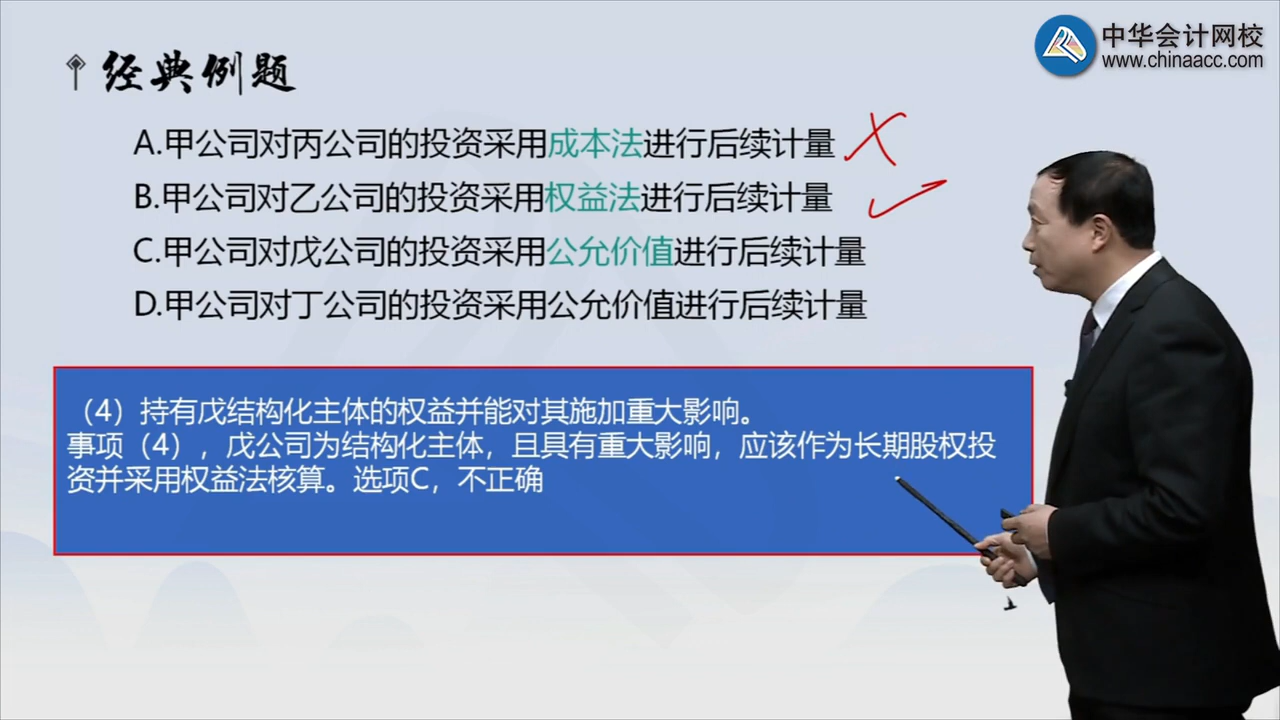 经典例题
中华会计网校
www.chinaacc.com
A.甲公司对丙公司的投资采用成本法进行后续计量
B.甲公司对乙公司的投资采用权益法进行后续计量
C.甲公司对戊公司的投资采用公允价值进行后续计量
D.甲公司对丁公司的投资采用公允价值进行后续计量
（4）持有戊结构化主体的权益并能对其施加重大影响。
事项（4），戊公司为结构化主体，且具有重大影响，应该作为长期股权投
资并采用权益法核算。选项C，不正确